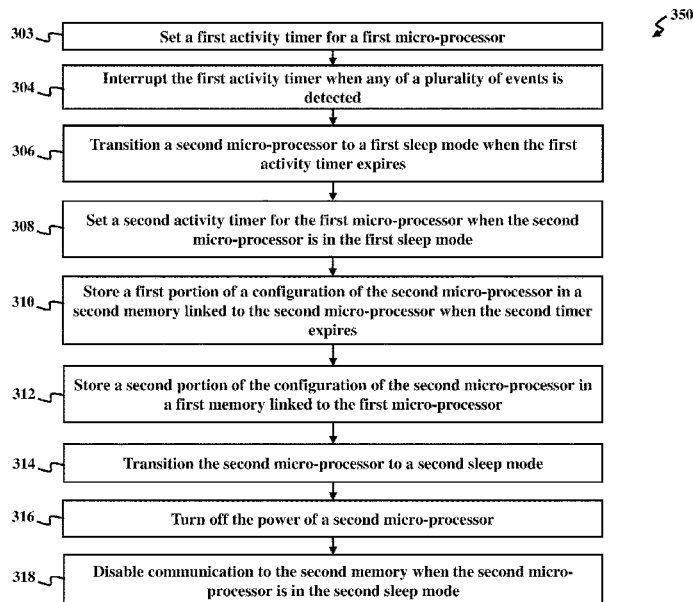 350
303
Set a first activity timer for a first micro-processor
304
Interrupt the first activity timer when any of a plurality of events is
detected
306
Transition a second micro-processor to a first sleep mode when the first
activity timer expires
308
Set a second activity timer for the first micro-processor when the second
micro-processor is in the first sleep mode
310
Store a first portion of a configuration of the second micro-processor in a
second memory linked to the second micro-processor when the second timer
expires
312
Store a second portion of the configuration of the second micro-processor in
a first memory linked to the first micro-processor
314
Transition the second micro-processor to a second sleep mode
316
Turn off the power of a second micro-processor
318
Disable communication to the second memory when the second micro-
processor is in the second sleep mode